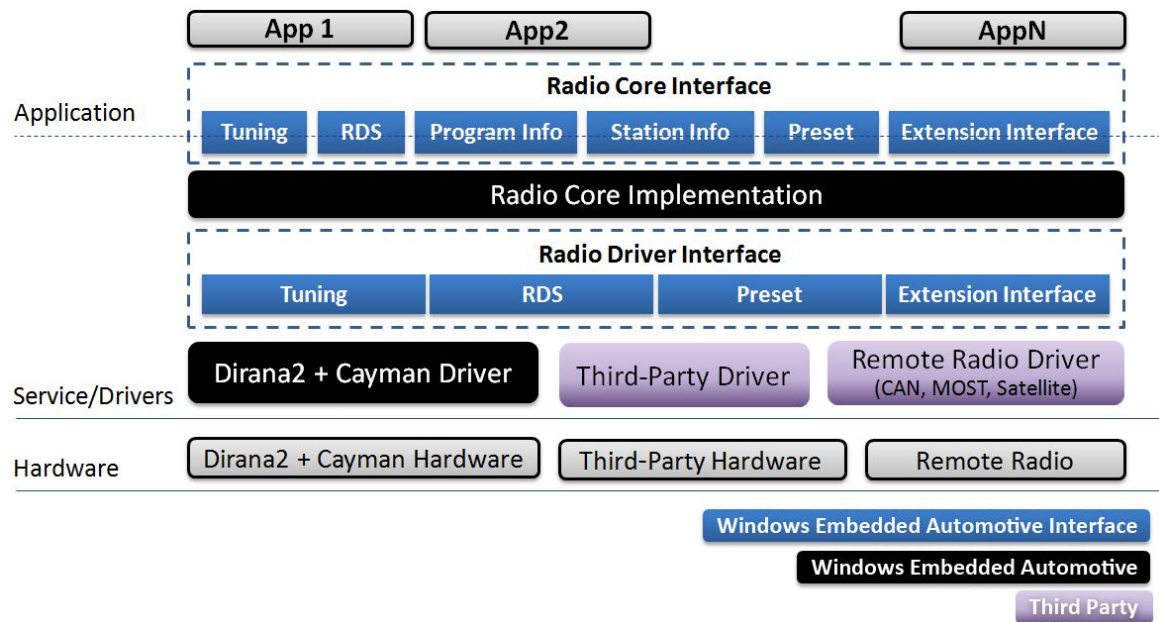 App 1
App2
AppN
Radio Core Interface
Application
Tuning
RDS
Program Info
Station Info
Preset
Extension Interface
Radio Core Implementation
Radio Driver Interface
Tuning
RDS
Preset
Extension Interface
Dirana2 + Cayman Driver
Third-Party Driver
Remote Radio Driver
(CAN, MOST, Satellite)
Service/Drivers
Hardware
Dirana2 + Cayman Hardware
Third-Party Hardware
Remote Radio
Windows Embedded Automotive Interface
Windows Embedded Automotive
Third Party